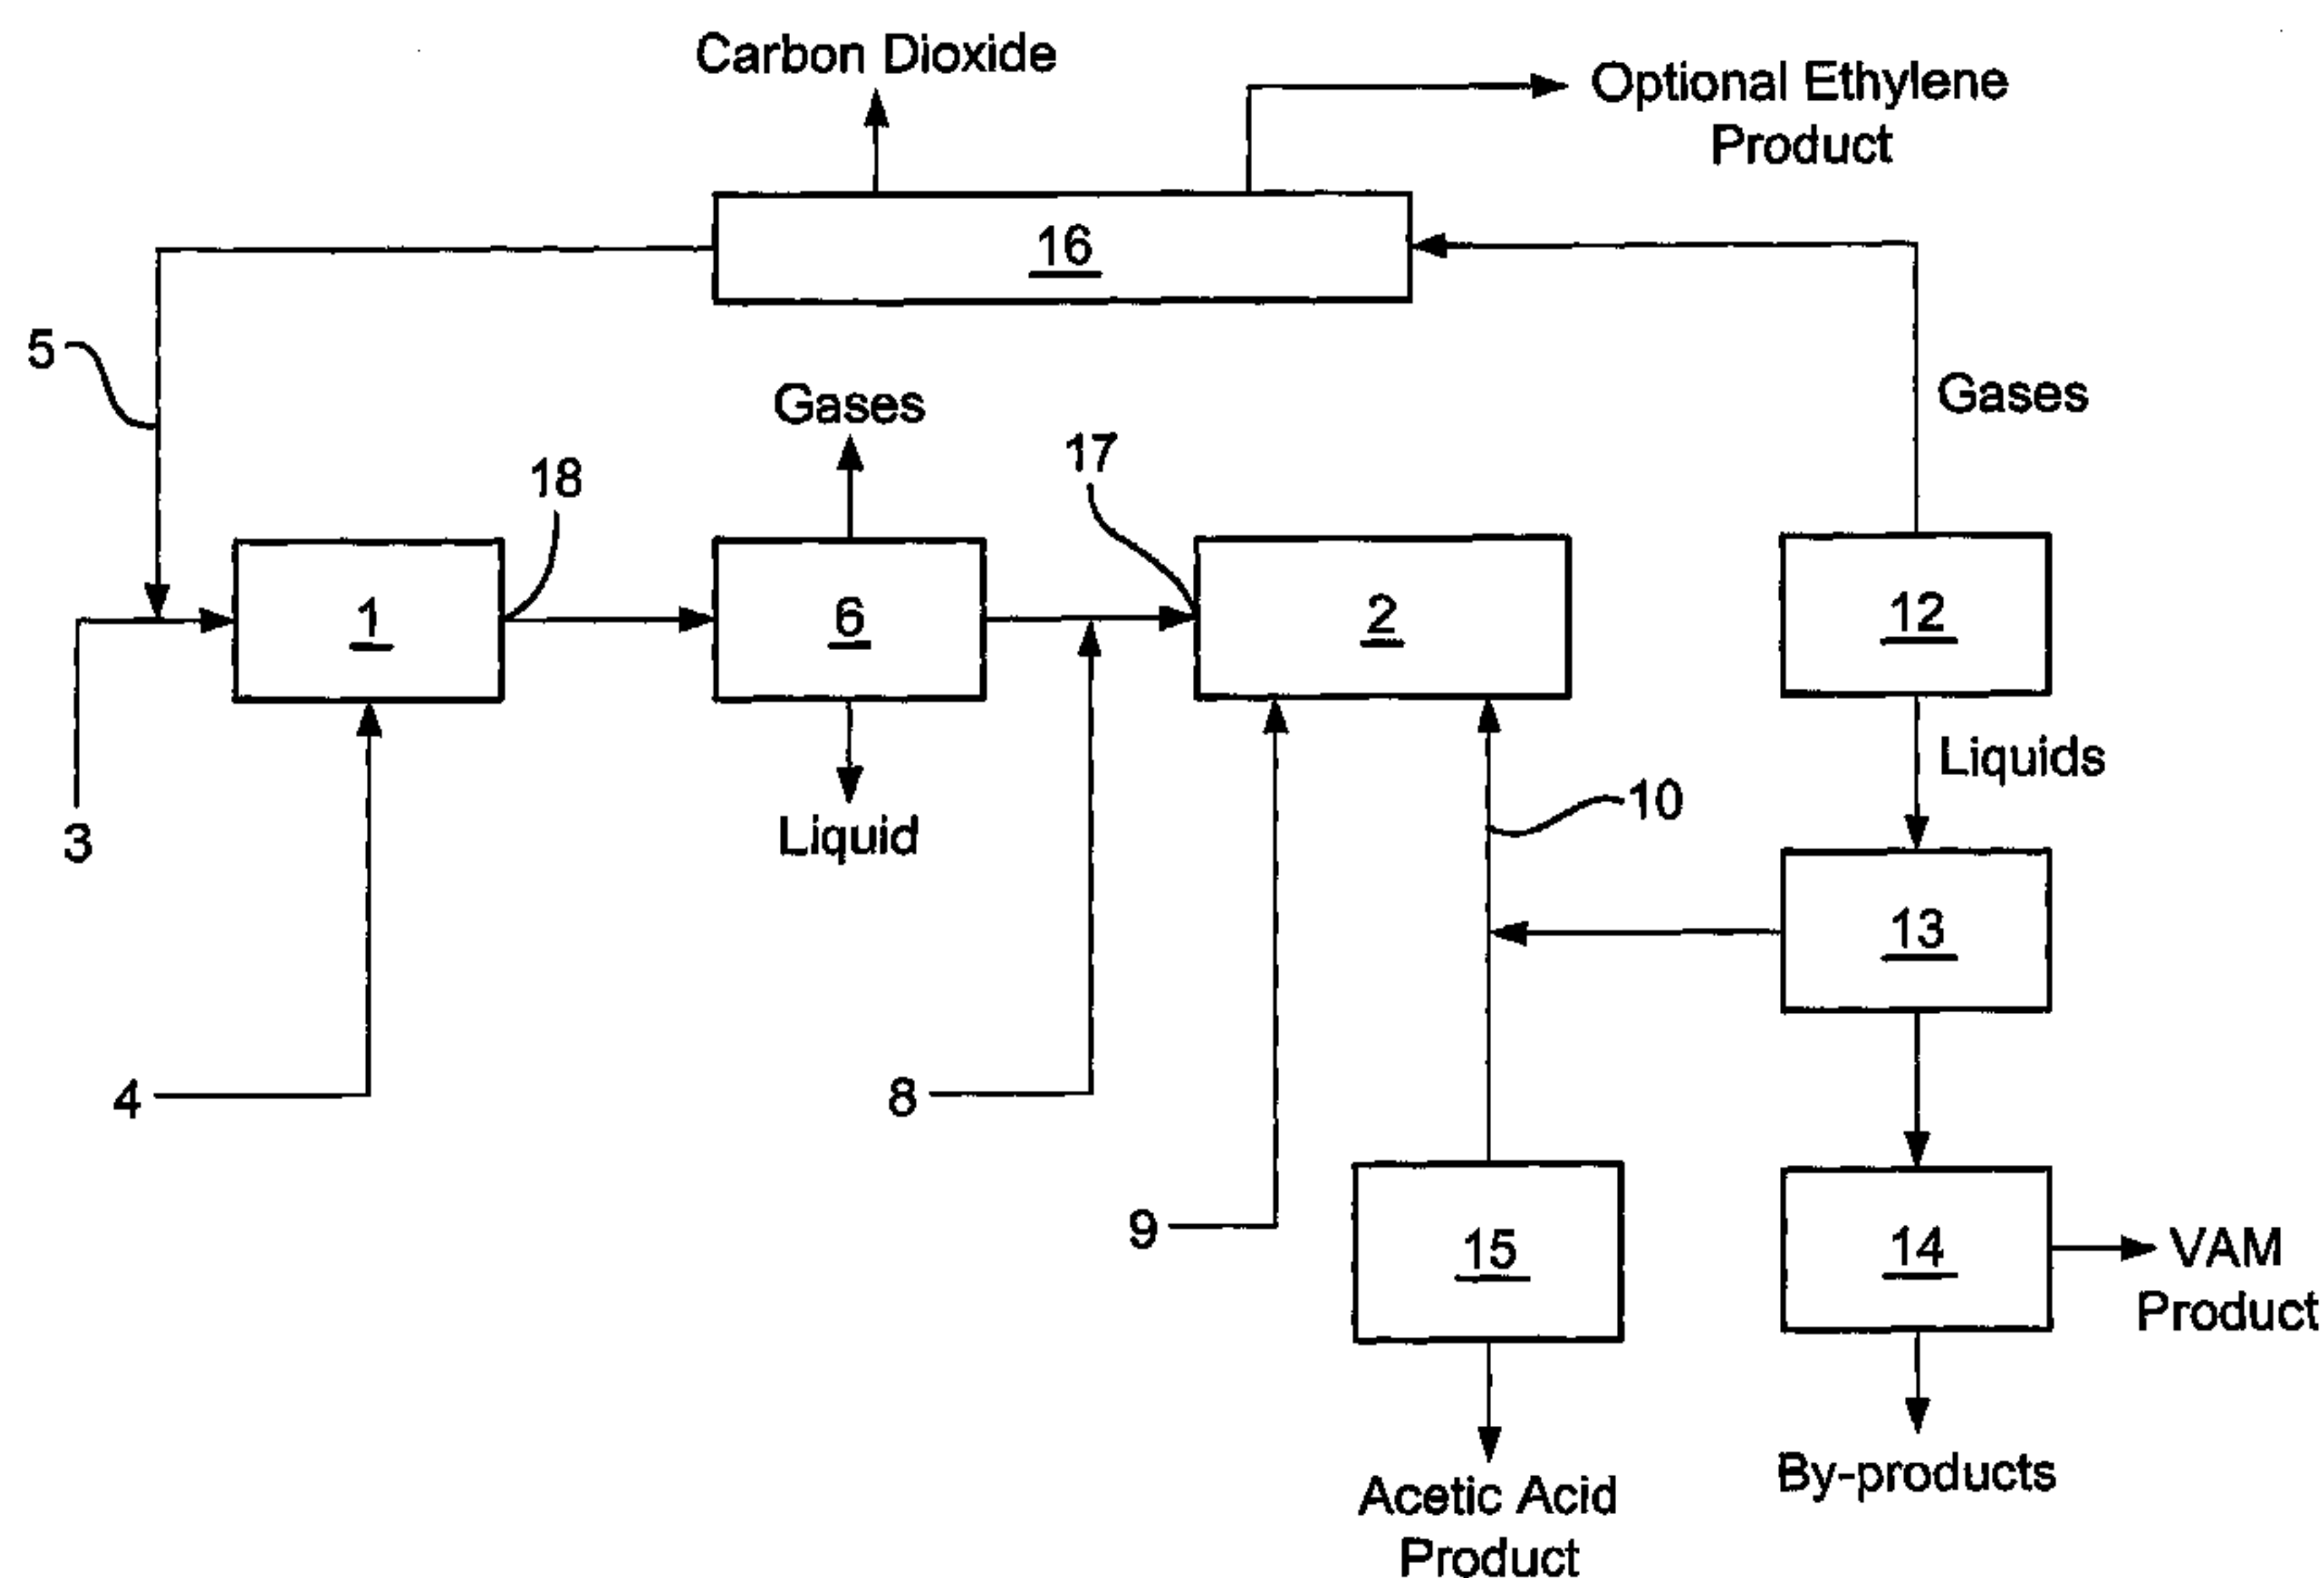 Carbon Dioxide
Optional Ethylene
Product
16
5
Gases
Gases
17
18
1
6
2
12
Liquids
10
3
Liquid
13
4
8
9
15
14
VAM
Product
By-products
Acetic Acid
Product